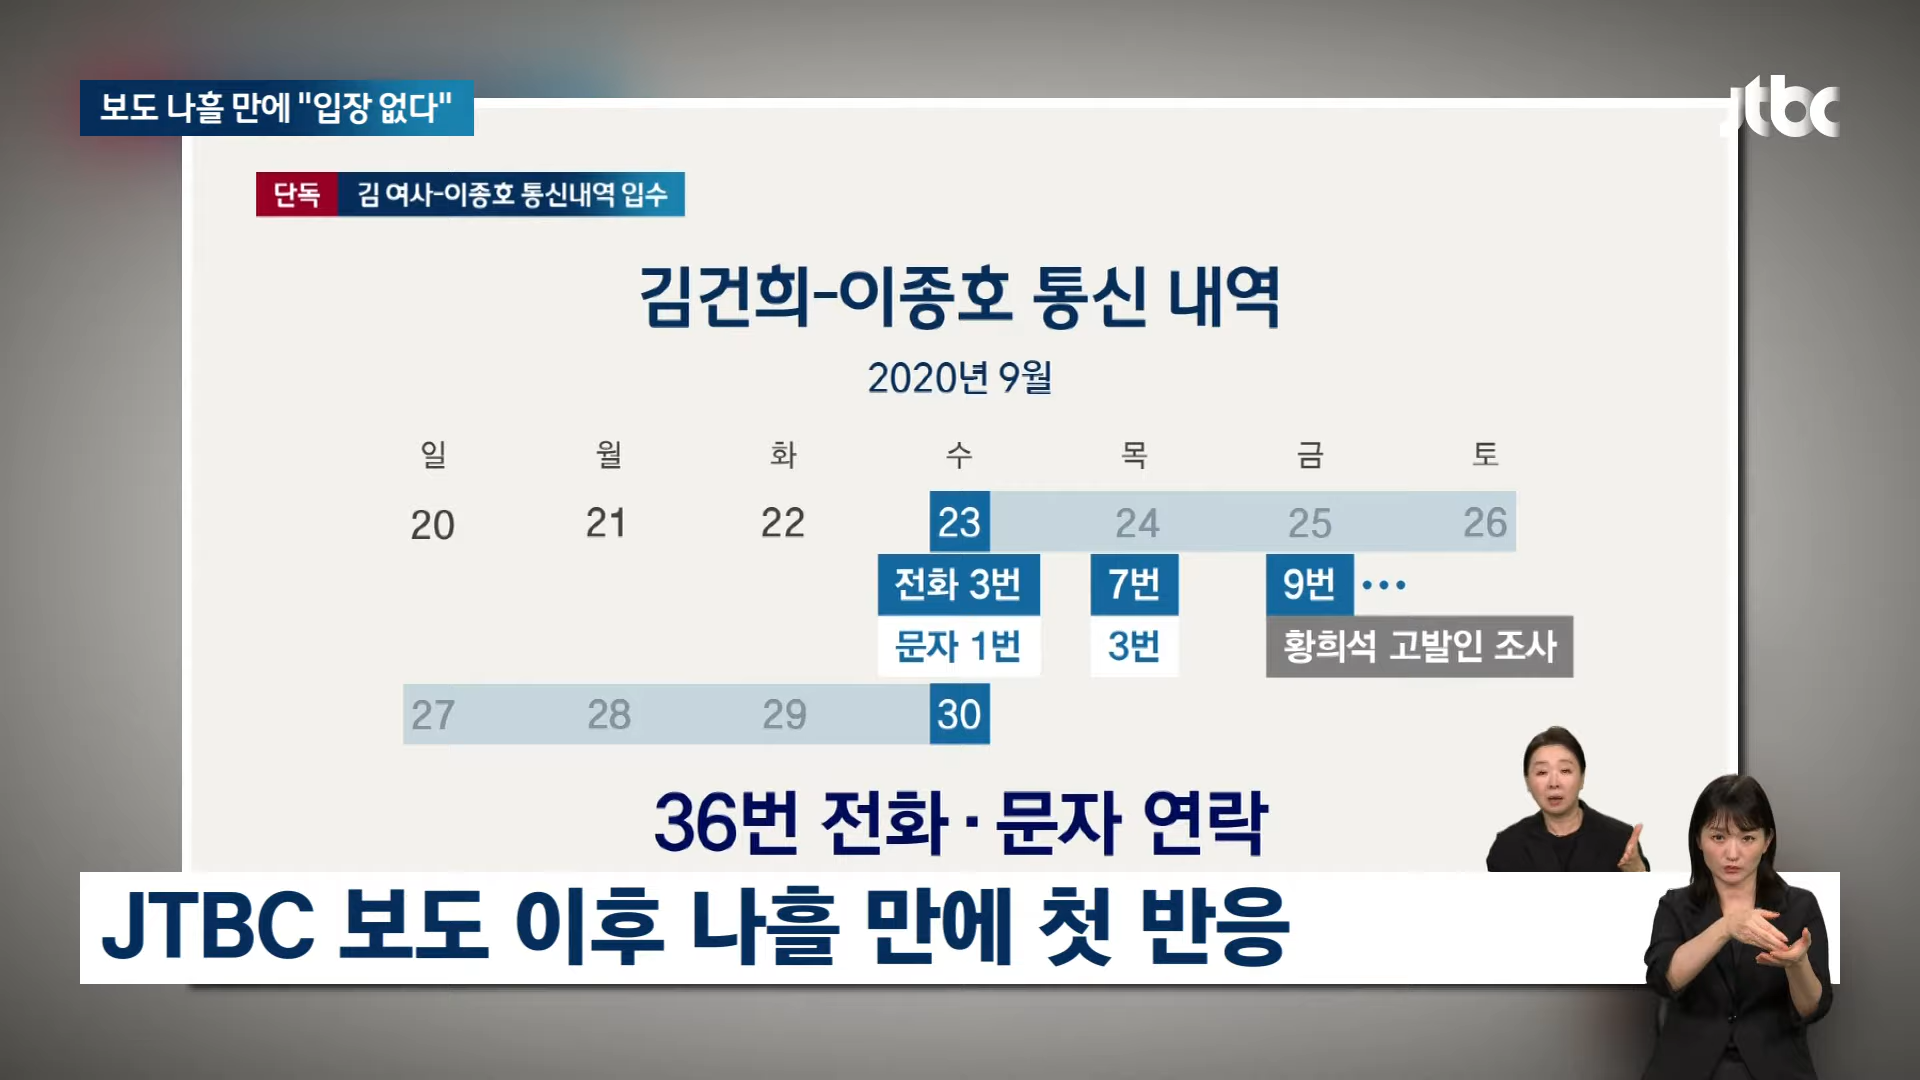 보도 나흘 만에 "입장 없다"
jtbc
단독 김 여사-이종호 통신내역 입수
김건희-이종호 통신 내역
2020년 9월
일 월 화 수 목 금 토
20 21 22 23 24 25 26
전화 3번 7번 9번 •••
문자 1번 3번 황희석 고발인 조사
27 28 29 30
36번 전화·문자 연락
JTBC 보도 이후 나흘 만에 첫 반응